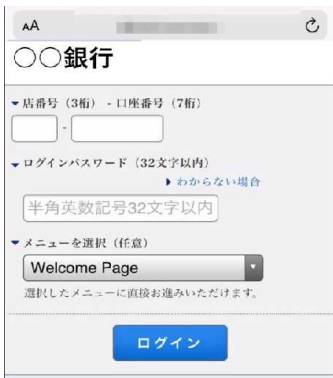 AA
○○銀行
店番号（3桁） - 口座番号（7桁）
-
ログインパスワード（32文字以内）
わからない場合
半角英数記号32文字以内
メニューを選択（任意）
Welcome Page
選択したメニューに直接お進みいただけます。
ログイン